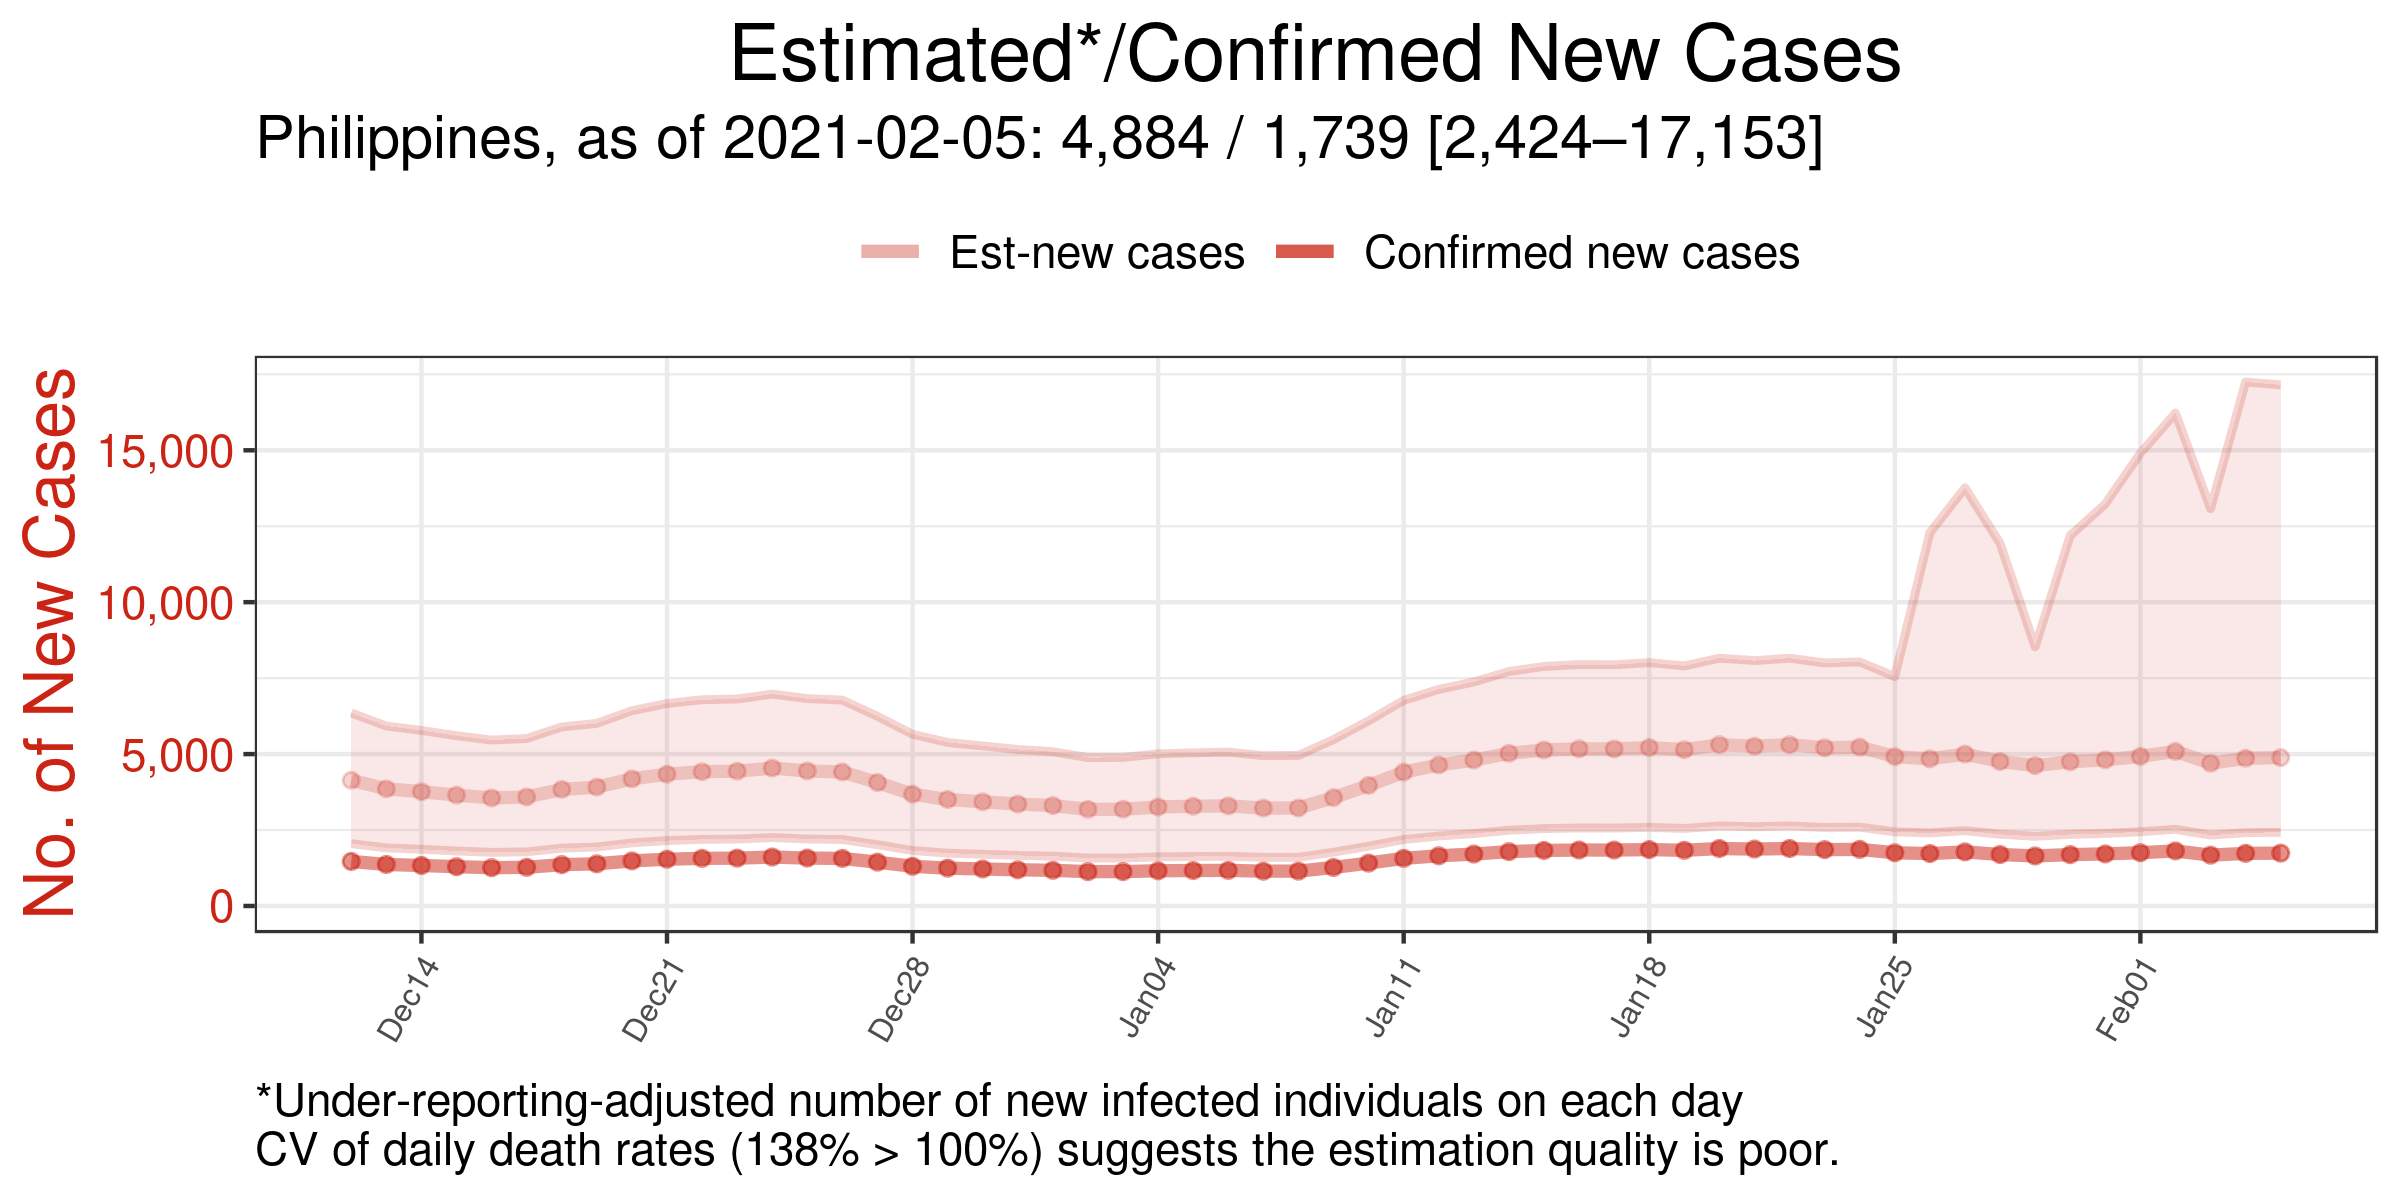 Estimated*/Confirmed New Cases
Philippines, as of 2021-02-05: 4,884 / 1,739 [2,424–17,153]
Est-new cases
Confirmed new cases
No. of New Cases
15,000
10,000
5,000
0
Dec14
Dec21
Dec28
Jan04
Jan11
Jan18
Jan25
Feb01
*Under-reporting-adjusted number of new infected individuals on each day
CV of daily death rates (138% > 100%) suggests the estimation quality is poor.